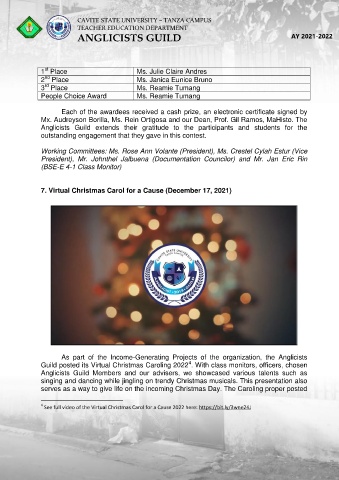 CAVITE STATE UNIVERSITY – TANZA CAMPUS
TEACHER EDUCATION DEPARTMENT
ANGLICISTS GUILD
AY 2021-2022
1st Place Ms. Julie Claire Andres
2nd Place Ms. Janica Eunice Bruno
3rd Place Ms. Reamie Tumang
People Choice Award Ms. Reamie Tumang
Each of the awardees received a cash prize, an electronic certificate signed by
Mx. Audreyson Borilla, Ms. Rain Ortigosa and our Dean, Prof. Gil Ramos, MaHisto. The
Anglicists Guild extends their gratitude to the participants and students for the
outstanding engagement that they gave in this contest.
Working Committees: Ms. Rose Ann Volante (President), Ms. Crestel Cylah Estur (Vice
President), Mr. Johnthel Jalbuena (Documentation Councilor) and Mr. Jan Eric Rin
(BSE-E 4-1 Class Monitor)
7. Virtual Christmas Carol for a Cause (December 17, 2021)
CAVITE STATE UNIVERSITY
As part of the Income-Generating Projects of the organization, the Anglicists
Guild posted its Virtual Christmas Caroling 2022⁴. With class monitors, officers, chosen
Anglicists Guild Members and our advisers, we showcased various talents such as
singing and dancing while jingling on trendy Christmas musicals. This presentation also
serves as a way to give life on the incoming Christmas Day. The Caroling proper posted
⁴ See full video of the Virtual Christmas Carol for a Cause 2022 here: